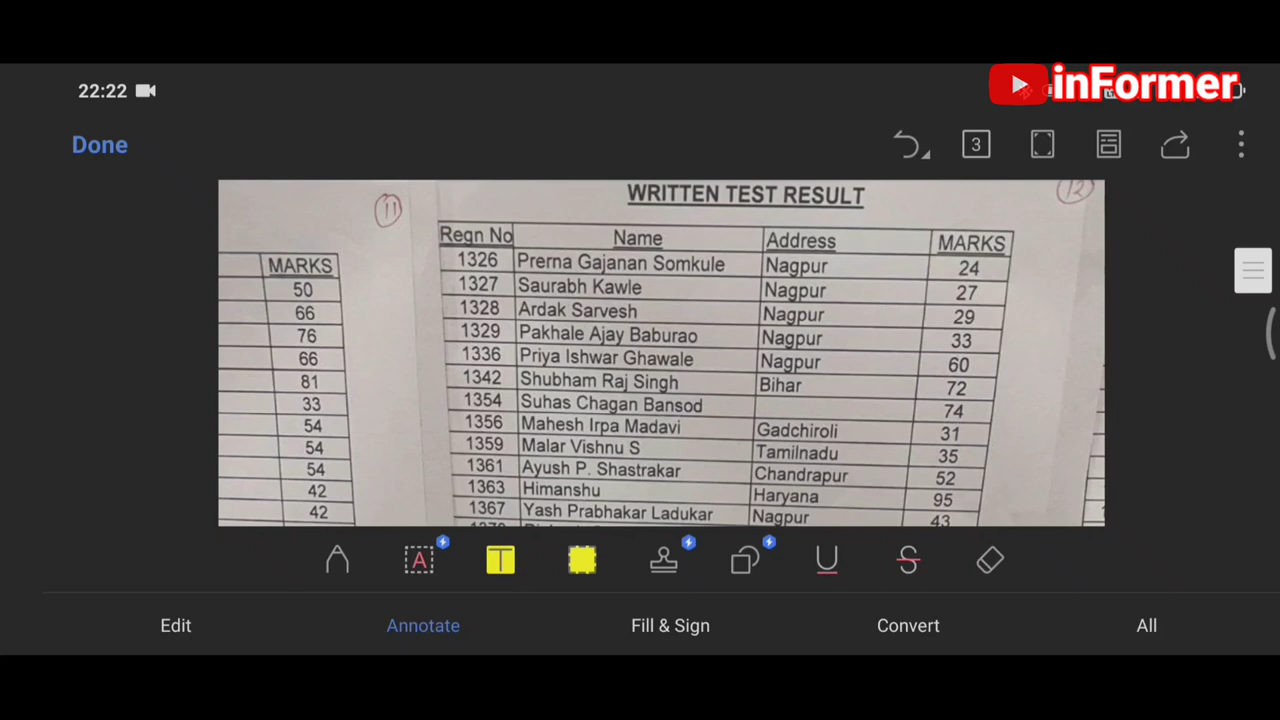 inFormer
22:22
Done
3
WRITTEN TEST RESULT
11
12
MARKS
50
66
76
66
81
33
54
54
54
42
42
Regn No Name Address MARKS
1326 Prerna Gajanan Somkule Nagpur 24
1327 Saurabh Kawle Nagpur 27
1328 Ardak Sarvesh Nagpur 29
1329 Pakhale Ajay Baburao Nagpur 33
1336 Priya Ishwar Ghawale Nagpur 60
1342 Shubham Raj Singh Bihar 72
1354 Suhas Chagan Bansod 74
1356 Mahesh Irpa Madavi Gadchiroli 31
1359 Malar Vishnu S Tamilnadu 35
1361 Ayush P. Shastrakar Chandrapur 52
1363 Himanshu Haryana 95
1367 Yash Prabhakar Ladukar Nagpur 43
A T U S
Edit Annotate Fill & Sign Convert All